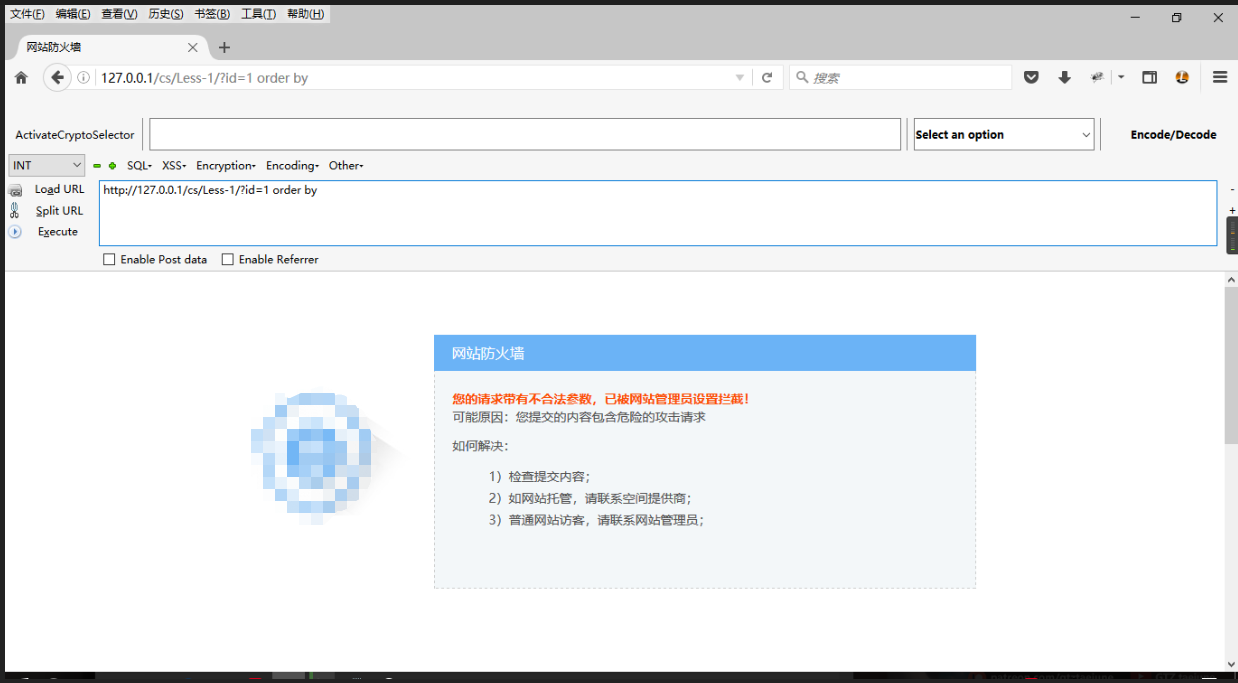 文件(F) 编辑(E) 查看(V) 历史(S) 书签(B) 工具(T) 帮助(H)
网站防火墙
127.0.0.1/cs/Less-1/?id=1 order by
搜索
ActivateCryptoSelector
Select an option
Encode/Decode
INT
SQL
XSS
Encryption
Encoding
Other
Load URL
http://127.0.0.1/cs/Less-1/?id=1 order by
Split URL
Execute
Enable Post data
Enable Referrer
网站防火墙
您的请求带有不合法参数，已被网站管理员设置拦截！
可能原因：您提交的内容包含危险的攻击请求
如何解决：
1）检查提交内容；
2）如网站托管，请联系空间提供商；
3）普通网站访客，请联系网站管理员；